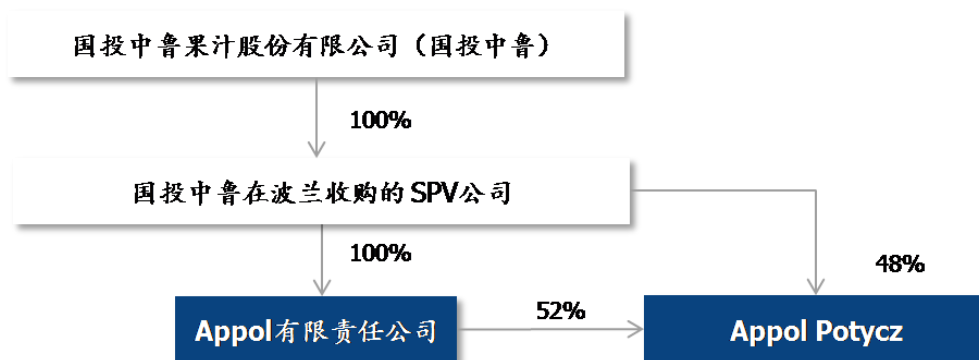 国投中鲁果汁股份有限公司（国投中鲁）
100%
国投中鲁在波兰收购的SPV公司
100%
48%
52%
Appol有限责任公司
Appol Potycz